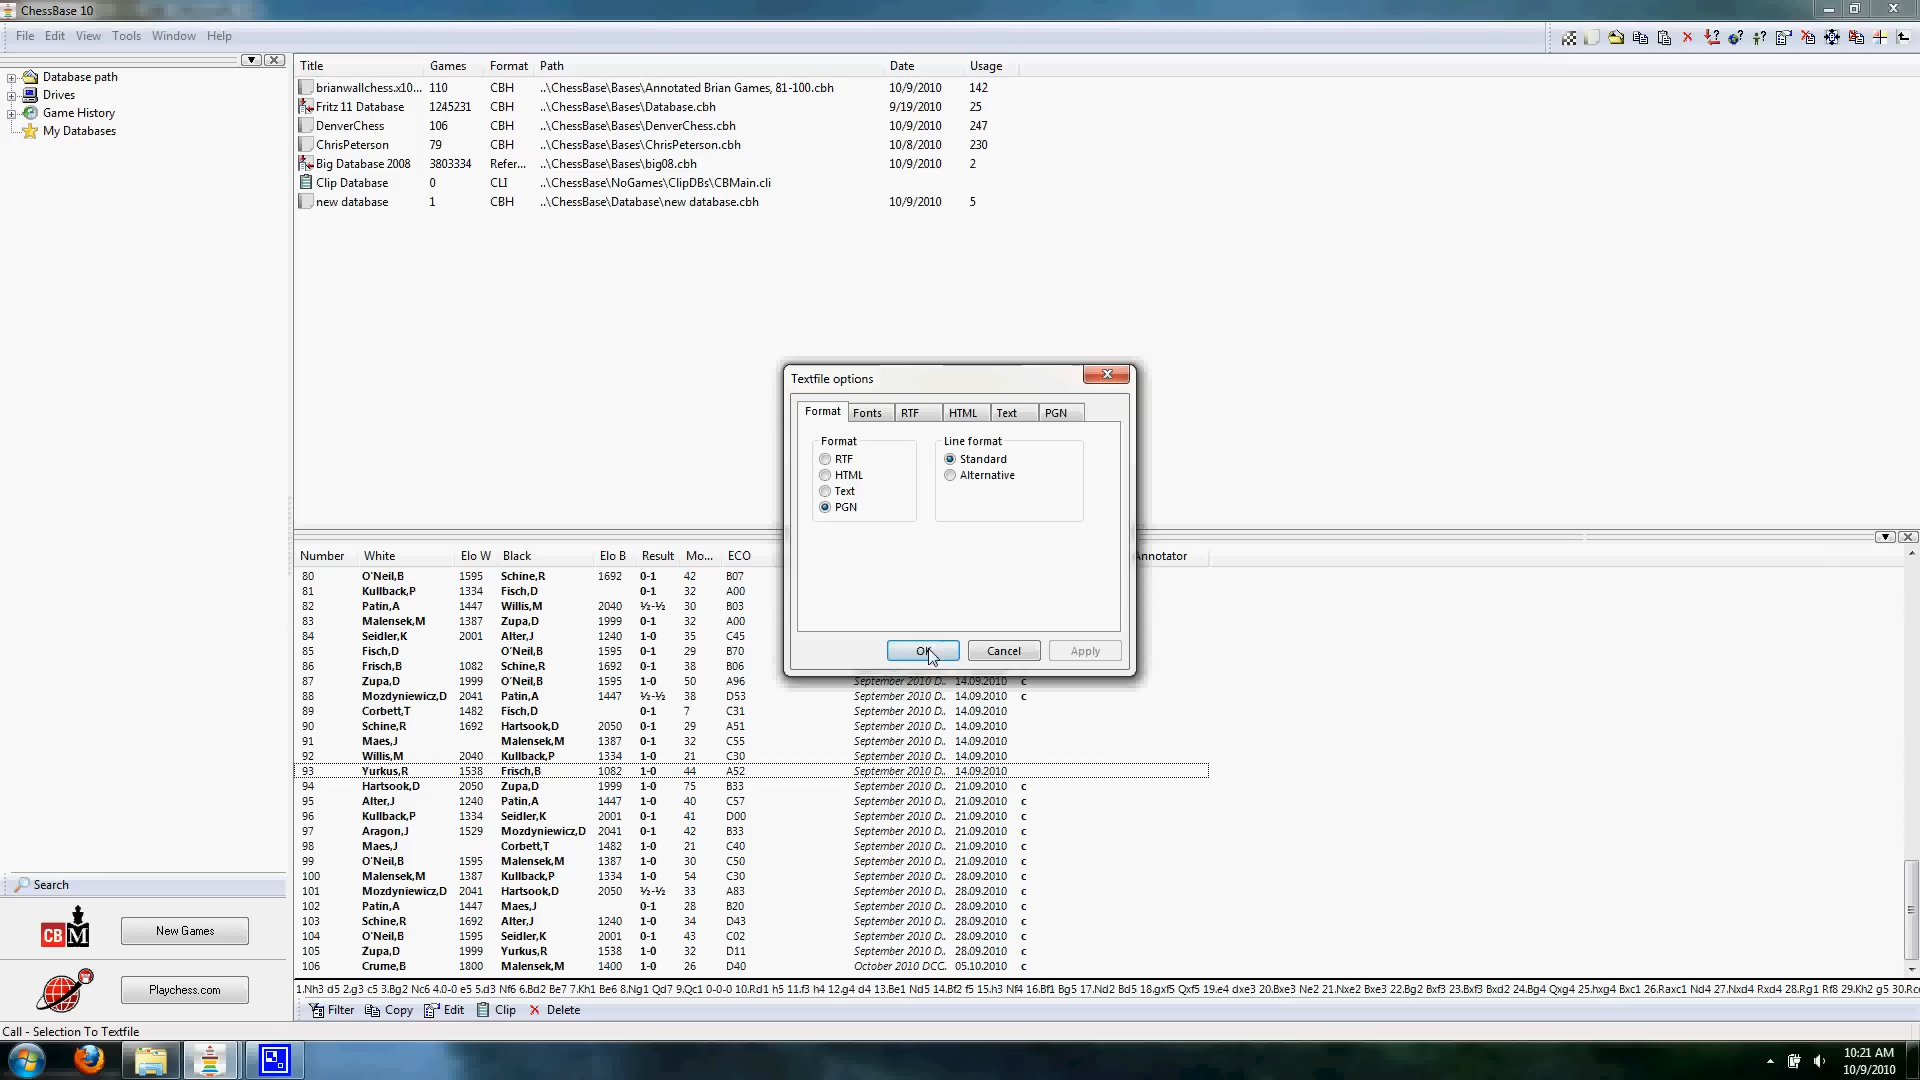 ChessBase 10
File Edit View Tools Window Help
Database path
Drives
Game History
My Databases
Title Games Format Path Date Usage
brianwallchess.x10... 110 CBH ..\ChessBase\Bases\Annotated Brian Games, 81-100.cbh 10/9/2010 142
Fritz 11 Database 1245231 CBH ..\ChessBase\Bases\Database.cbh 9/19/2010 25
DenverChess 106 CBH ..\ChessBase\Bases\DenverChess.cbh 10/9/2010 247
ChrisPeterson 79 CBH ..\ChessBase\Bases\ChrisPeterson.cbh 10/8/2010 230
Big Database 2008 3803334 Refer... ..\ChessBase\Bases\big08.cbh 10/9/2010 2
Clip Database 0 CLI ..\ChessBase\NoGames\ClipDBs\CBMain.cli
new database 1 CBH ..\ChessBase\Database\new database.cbh 10/9/2010 5
Textfile options
Format Fonts RTF HTML Text PGN
Format Line format
RTF Standard
HTML Alternative
Text
PGN
OK Cancel Apply
Number White Elo W Black Elo B Result Mo... ECO Annotator
80 O'Neil,B 1595 Schine,R 1692 0-1 42 B07
81 Kullback,P 1334 Fisch,D 0-1 32 A00
82 Patin,A 1447 Willis,M 2040 ½-½ 30 B03
83 Malensek,M 1387 Zupa,D 1999 0-1 32 A00
84 Seidler,K 2001 Alter,J 1240 1-0 35 C45
85 Fisch,D O'Neil,B 1595 0-1 29 B70
86 Frisch,B 1082 Schine,R 1692 0-1 38 B06
87 Zupa,D 1999 O'Neil,B 1595 1-0 50 A96 September 2010 D.. 14.09.2010 c
88 Mozdyniewicz,D 2041 Patin,A 1447 ½-½ 38 D53 September 2010 D.. 14.09.2010 c
89 Corbett,T 1482 Fisch,D 0-1 7 C31 September 2010 D.. 14.09.2010
90 Schine,R 1692 Hartsook,D 2050 0-1 29 A51 September 2010 D.. 14.09.2010
91 Maes,J Malensek,M 1387 0-1 32 C55 September 2010 D.. 14.09.2010
92 Willis,M 2040 Kullback,P 1334 1-0 21 C30 September 2010 D.. 14.09.2010
93 Yurkus,R 1538 Frisch,B 1082 1-0 44 A52 September 2010 D.. 14.09.2010
94 Hartsook,D 2050 Zupa,D 1999 1-0 75 B33 September 2010 D.. 21.09.2010 c
95 Alter,J 1240 Patin,A 1447 1-0 40 C57 September 2010 D.. 21.09.2010 c
96 Kullback,P 1334 Seidler,K 2001 0-1 41 D00 September 2010 D.. 21.09.2010 c
97 Aragon,J 1529 Mozdyniewicz,D 2041 0-1 42 B33 September 2010 D.. 21.09.2010 c
98 Maes,J Corbett,T 1482 1-0 21 C40 September 2010 D.. 21.09.2010 c
99 O'Neil,B 1595 Malensek,M 1387 1-0 30 C50 September 2010 D.. 21.09.2010 c
100 Malensek,M 1387 Kullback,P 1334 1-0 54 C30 September 2010 D.. 28.09.2010 c
101 Mozdyniewicz,D 2041 Hartsook,D 2050 ½-½ 33 A83 September 2010 D.. 28.09.2010 c
102 Patin,A 1447 Maes,J 0-1 28 B20 September 2010 D.. 28.09.2010 c
103 Schine,R 1692 Alter,J 1240 1-0 34 D43 September 2010 D.. 28.09.2010 c
104 O'Neil,B 1595 Seidler,K 2001 0-1 43 C02 September 2010 D.. 28.09.2010 c
105 Zupa,D 1999 Yurkus,R 1538 1-0 32 D11 September 2010 D.. 28.09.2010 c
106 Crume,B 1800 Malensek,M 1400 1-0 26 D40 October 2010 DCC. 05.10.2010 c
1.Nh3 d5 2.g3 c5 3.Bg2 Nc6 4.0-0 e5 5.d3 Nf6 6.Bd2 Be7 7.Kh1 Be6 8.Ng1 Qd7 9.Qc1 0-0-0 10.Rd1 h5 11.f3 h4 12.g4 d4 13.Be1 Nd5 14.Bf2 f5 15.h3 Nf4 16.Bf1 Bg5 17.Nd2 Bd5 18.gxf5 Qxf5 19.e4 dxe3 20.Bxe3 Ne2 21.Nxe2 Bxe3 22.Bg2 Bxf3 23.Bxf3 Bxd2 24.Bg4 Qxg4 25.hxg4 Bxc1 26.Raxc1 Nd4 27.Nxd4 Rxd4 28.Rg1 Rf8 29.Kh2 g5 30.Rc
Search
CBM New Games
Playchess.com
Filter Copy Edit Clip Delete
Call - Selection To Textfile
10:21 AM
10/9/2010